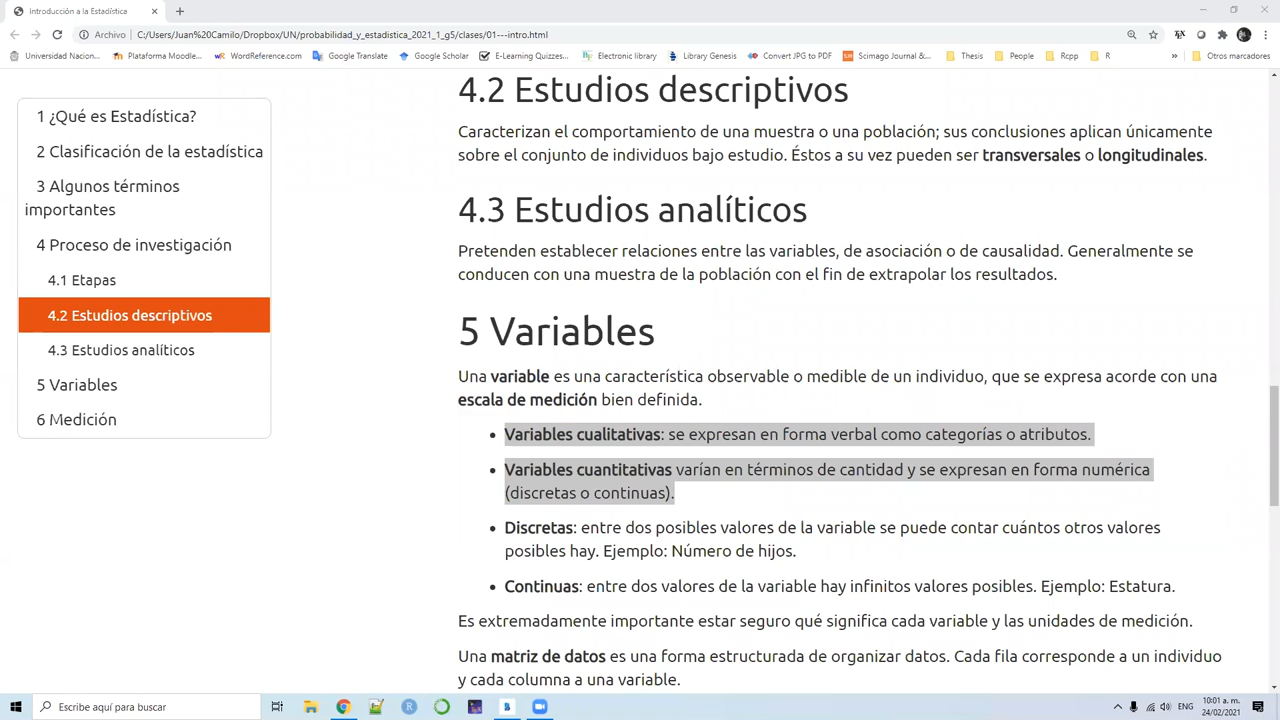 Introducción a la Estadística
Archivo | C:/Users/Juan%20Camilo/Dropbox/UN/probabilidad_y_estadistica_2021_1_g5/clases/01---intro.html
Universidad Nacion... Plataforma Moodle... WordReference.com Google Translate Google Scholar E-Learning Quizzes... Electronic library Library Genesis Convert JPG to PDF Scimago Journal &... Thesis People Rcpp R » Otros marcadores
1 ¿Qué es Estadística?
2 Clasificación de la estadística
3 Algunos términos
importantes
4 Proceso de investigación
4.1 Etapas
4.2 Estudios descriptivos
4.3 Estudios analíticos
5 Variables
6 Medición
4.2 Estudios descriptivos
Caracterizan el comportamiento de una muestra o una población; sus conclusiones aplican únicamente
sobre el conjunto de individuos bajo estudio. Éstos a su vez pueden ser transversales o longitudinales.
4.3 Estudios analíticos
Pretenden establecer relaciones entre las variables, de asociación o de causalidad. Generalmente se
conducen con una muestra de la población con el fin de extrapolar los resultados.
5 Variables
Una variable es una característica observable o medible de un individuo, que se expresa acorde con una
escala de medición bien definida.
• Variables cualitativas: se expresan en forma verbal como categorías o atributos.
• Variables cuantitativas varían en términos de cantidad y se expresan en forma numérica
(discretas o continuas).
• Discretas: entre dos posibles valores de la variable se puede contar cuántos otros valores
posibles hay. Ejemplo: Número de hijos.
• Continuas: entre dos valores de la variable hay infinitos valores posibles. Ejemplo: Estatura.
Es extremadamente importante estar seguro qué significa cada variable y las unidades de medición.
Una matriz de datos es una forma estructurada de organizar datos. Cada fila corresponde a un individuo
y cada columna a una variable.
Escribe aquí para buscar
ENG
10:01 a. m.
24/02/2021